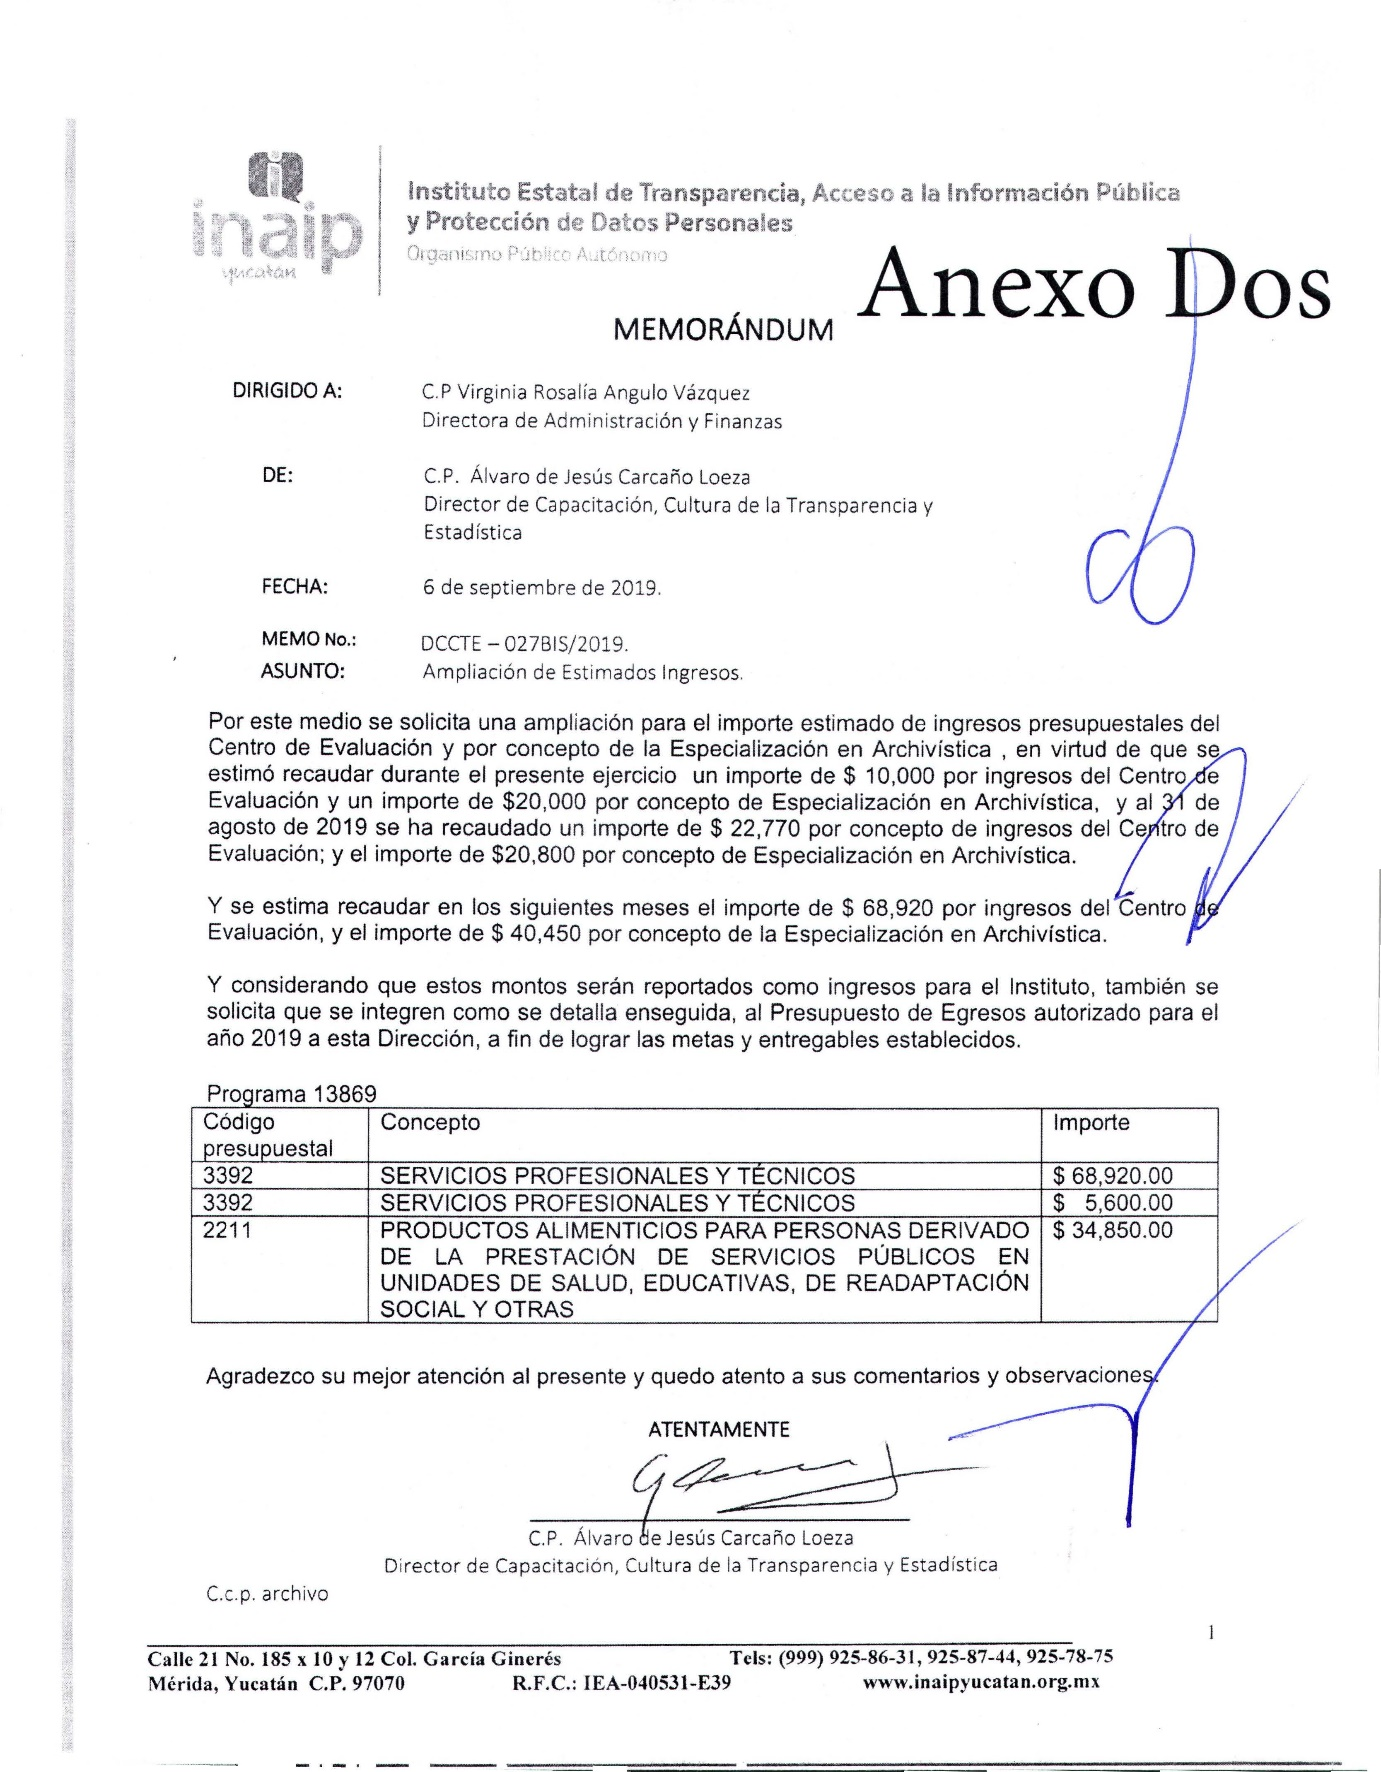 inaip
yucatán
Instituto Estatal de Transparencia, Acceso a la Información Pública
y Protección de Datos Personales
Organismo Público Autónomo
Anexo Dos
MEMORÁNDUM
DIRIGIDO A: C.P Virginia Rosalía Angulo Vázquez
Directora de Administración y Finanzas
DE: C.P. Álvaro de Jesús Carcaño Loeza
Director de Capacitación, Cultura de la Transparencia y
Estadística
FECHA: 6 de septiembre de 2019.
MEMO No.: DCCTE – 027BIS/2019.
ASUNTO: Ampliación de Estimados Ingresos.
Por este medio se solicita una ampliación para el importe estimado de ingresos presupuestales del
Centro de Evaluación y por concepto de la Especialización en Archivística , en virtud de que se
estimó recaudar durante el presente ejercicio un importe de $ 10,000 por ingresos del Centro de
Evaluación y un importe de $20,000 por concepto de Especialización en Archivística, y al 31 de
agosto de 2019 se ha recaudado un importe de $ 22,770 por concepto de ingresos del Centro de
Evaluación; y el importe de $20,800 por concepto de Especialización en Archivística.
Y se estima recaudar en los siguientes meses el importe de $ 68,920 por ingresos del Centro de
Evaluación, y el importe de $ 40,450 por concepto de la Especialización en Archivística.
Y considerando que estos montos serán reportados como ingresos para el Instituto, también se
solicita que se integren como se detalla enseguida, al Presupuesto de Egresos autorizado para el
año 2019 a esta Dirección, a fin de lograr las metas y entregables establecidos.
Programa 13869
Código Concepto Importe
presupuestal
3392 SERVICIOS PROFESIONALES Y TÉCNICOS $ 68,920.00
3392 SERVICIOS PROFESIONALES Y TÉCNICOS $ 5,600.00
2211 PRODUCTOS ALIMENTICIOS PARA PERSONAS DERIVADO $ 34,850.00
DE LA PRESTACIÓN DE SERVICIOS PÚBLICOS EN
UNIDADES DE SALUD, EDUCATIVAS, DE READAPTACIÓN
SOCIAL Y OTRAS
Agradezco su mejor atención al presente y quedo atento a sus comentarios y observaciones.
ATENTAMENTE
C.P. Álvaro de Jesús Carcaño Loeza
Director de Capacitación, Cultura de la Transparencia y Estadística
C.c.p. archivo
1
Calle 21 No. 185 x 10 y 12 Col. García Ginerés Tels: (999) 925-86-31, 925-87-44, 925-78-75
Mérida, Yucatán C.P. 97070 R.F.C.: IEA-040531-E39 www.inaipyucatan.org.mx